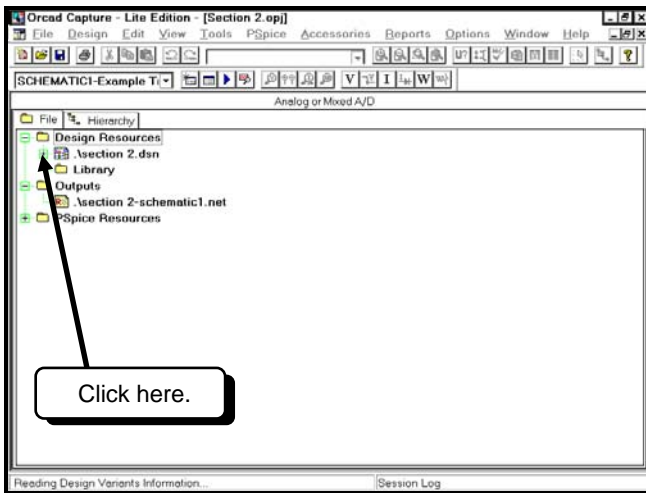 Orcad Capture - Lite Edition - [Section 2.opj]
File Design Edit View Tools PSpice Accessories Reports Options Window Help
U?
SCHEMATIC1-Example Tr V I W
Analog or Mixed A/D
File Hierarchy
Design Resources
.\section 2.dsn
Library
Outputs
.\section 2-schematic1.net
PSpice Resources
Click here.
Reading Design Variants Information... Session Log